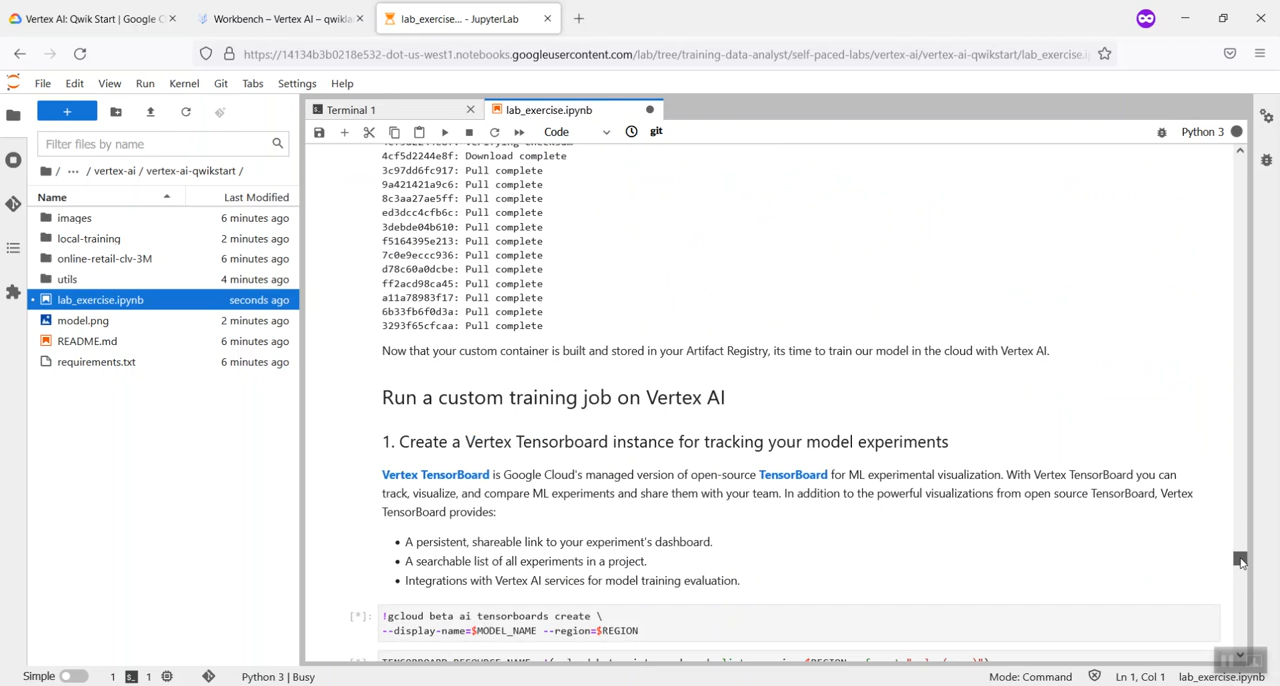 Vertex AI: Qwik Start | Google C
Workbench – Vertex AI – qwikla
lab_exercise... - JupyterLab
https://14134b3b0218e532-dot-us-west1.notebooks.googleusercontent.com/lab/tree/training-data-analyst/self-paced-labs/vertex-ai/vertex-ai-qwikstart/lab_exercise.i
File Edit View Run Kernel Git Tabs Settings Help
Terminal 1
lab_exercise.ipynb
Code
git
Python 3
Filter files by name
/ ... / vertex-ai / vertex-ai-qwikstart /
Name Last Modified
images 6 minutes ago
local-training 2 minutes ago
online-retail-clv-3M 6 minutes ago
utils 4 minutes ago
lab_exercise.ipynb seconds ago
model.png 2 minutes ago
README.md 6 minutes ago
requirements.txt 6 minutes ago
4cf5d2244e8f: Download complete
3c97dd6fc917: Pull complete
9a421421a9c6: Pull complete
8c3aa27ae5ff: Pull complete
ed3dcc4cfb6c: Pull complete
3debde04b610: Pull complete
f5164395e213: Pull complete
7c0e9eccc936: Pull complete
d78c60a0dcbe: Pull complete
ff2acd98ca45: Pull complete
a11a78983f17: Pull complete
6b33fb6f0d3a: Pull complete
3293f65cfcaa: Pull complete
Now that your custom container is built and stored in your Artifact Registry, its time to train our model in the cloud with Vertex AI.
Run a custom training job on Vertex AI
1. Create a Vertex Tensorboard instance for tracking your model experiments
Vertex TensorBoard is Google Cloud's managed version of open-source TensorBoard for ML experimental visualization. With Vertex TensorBoard you can
track, visualize, and compare ML experiments and share them with your team. In addition to the powerful visualizations from open source TensorBoard, Vertex
TensorBoard provides:
• A persistent, shareable link to your experiment's dashboard.
• A searchable list of all experiments in a project.
• Integrations with Vertex AI services for model training evaluation.
[*]: !gcloud beta ai tensorboards create \
--display-name=$MODEL_NAME --region=$REGION
Simple 1 1 Python 3 | Busy Mode: Command Ln 1, Col 1 lab_exercise.ipynb